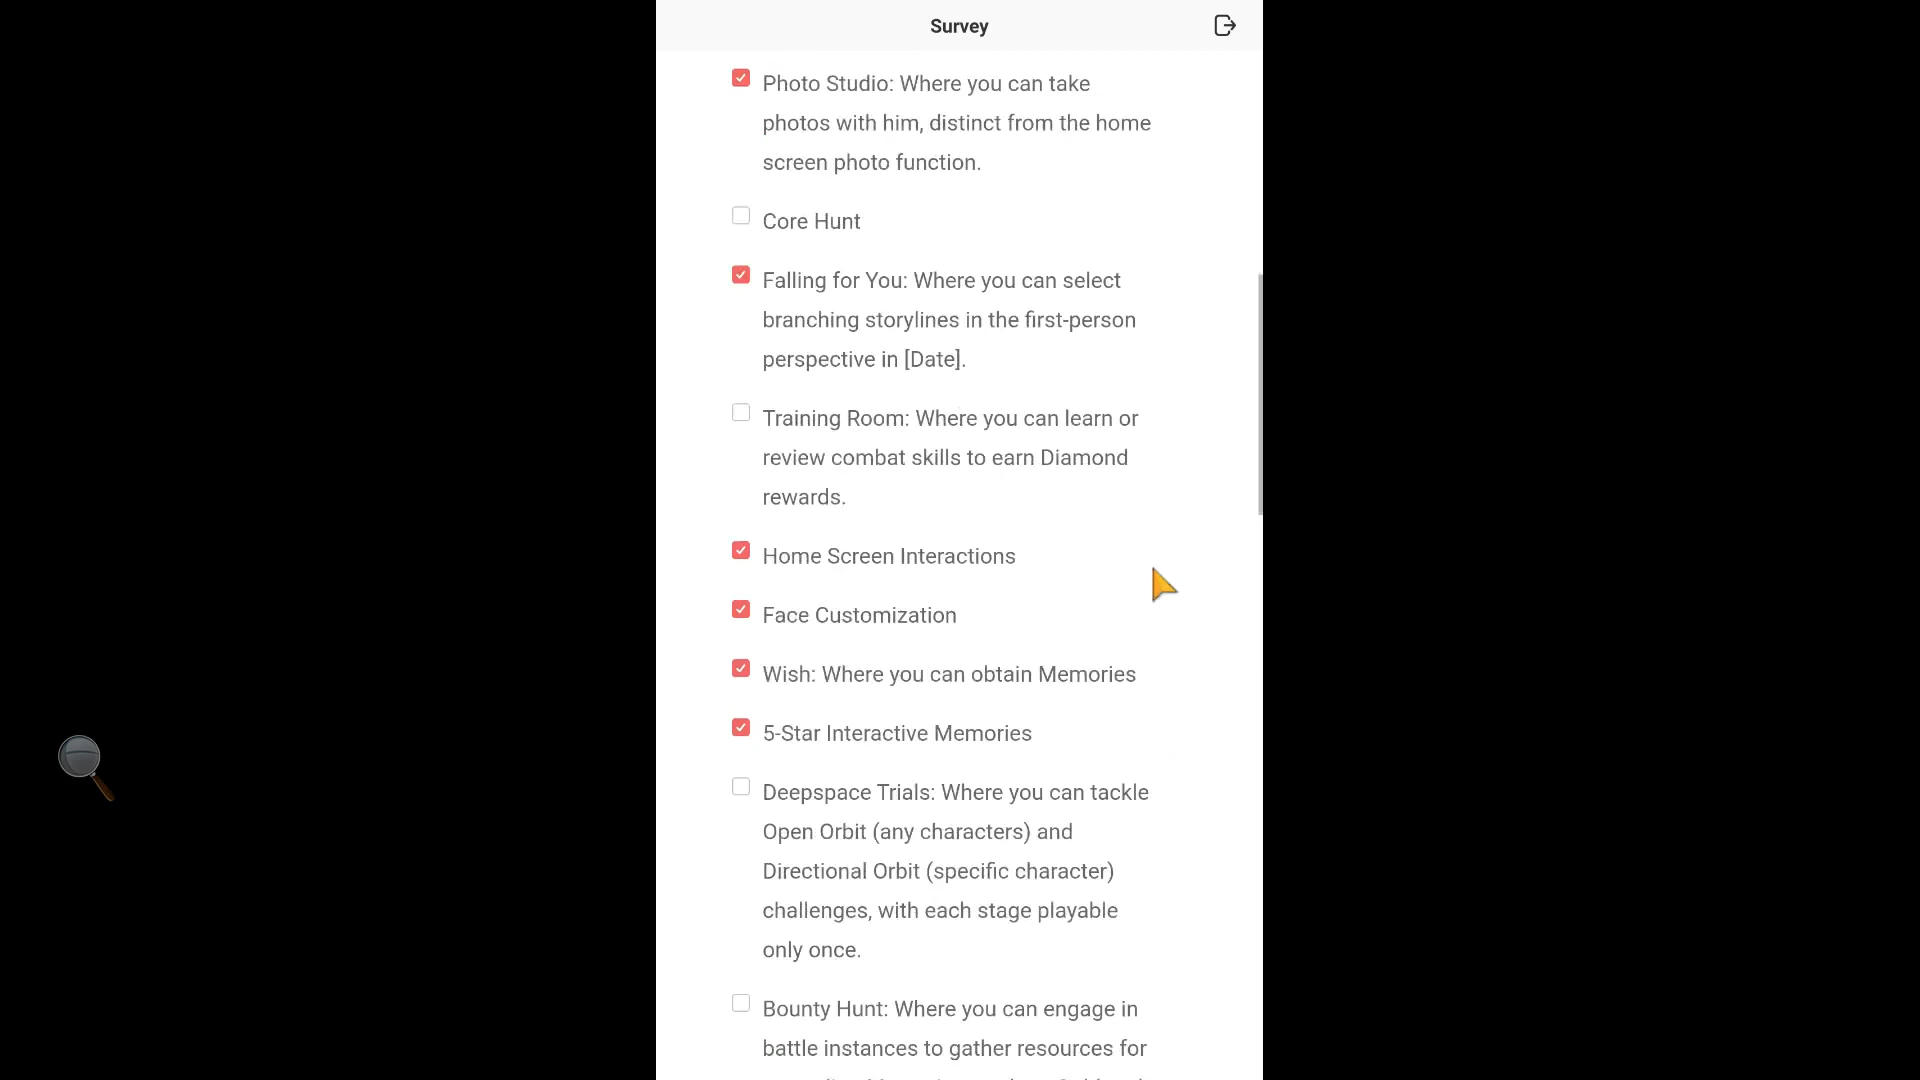 Survey
Photo Studio: Where you can take
photos with him, distinct from the home
screen photo function.
Core Hunt
Falling for You: Where you can select
branching storylines in the first-person
perspective in [Date].
Training Room: Where you can learn or
review combat skills to earn Diamond
rewards.
Home Screen Interactions
Face Customization
Wish: Where you can obtain Memories
5-Star Interactive Memories
Deepspace Trials: Where you can tackle
Open Orbit (any characters) and
Directional Orbit (specific character)
challenges, with each stage playable
only once.
Bounty Hunt: Where you can engage in
battle instances to gather resources for